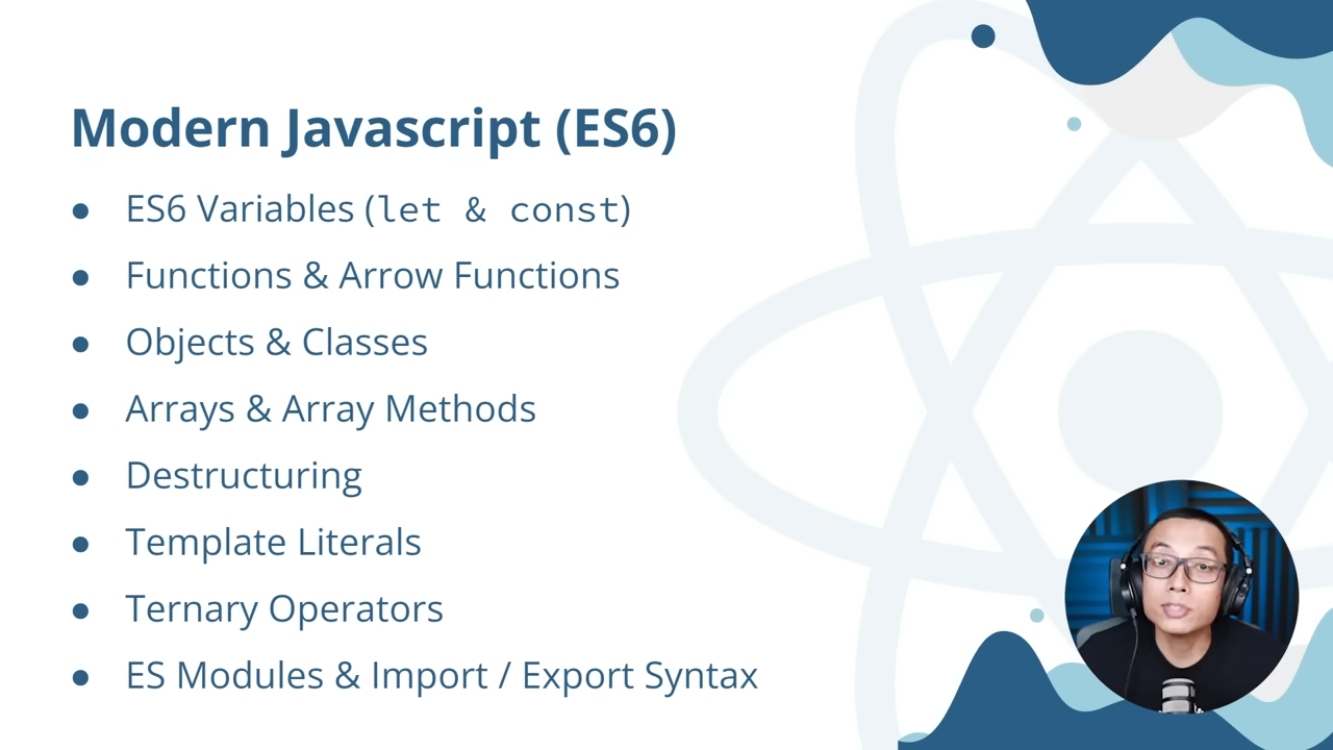 Modern Javascript (ES6)
● ES6 Variables (let & const)
● Functions & Arrow Functions
● Objects & Classes
● Arrays & Array Methods
● Destructuring
● Template Literals
● Ternary Operators
● ES Modules & Import / Export Syntax